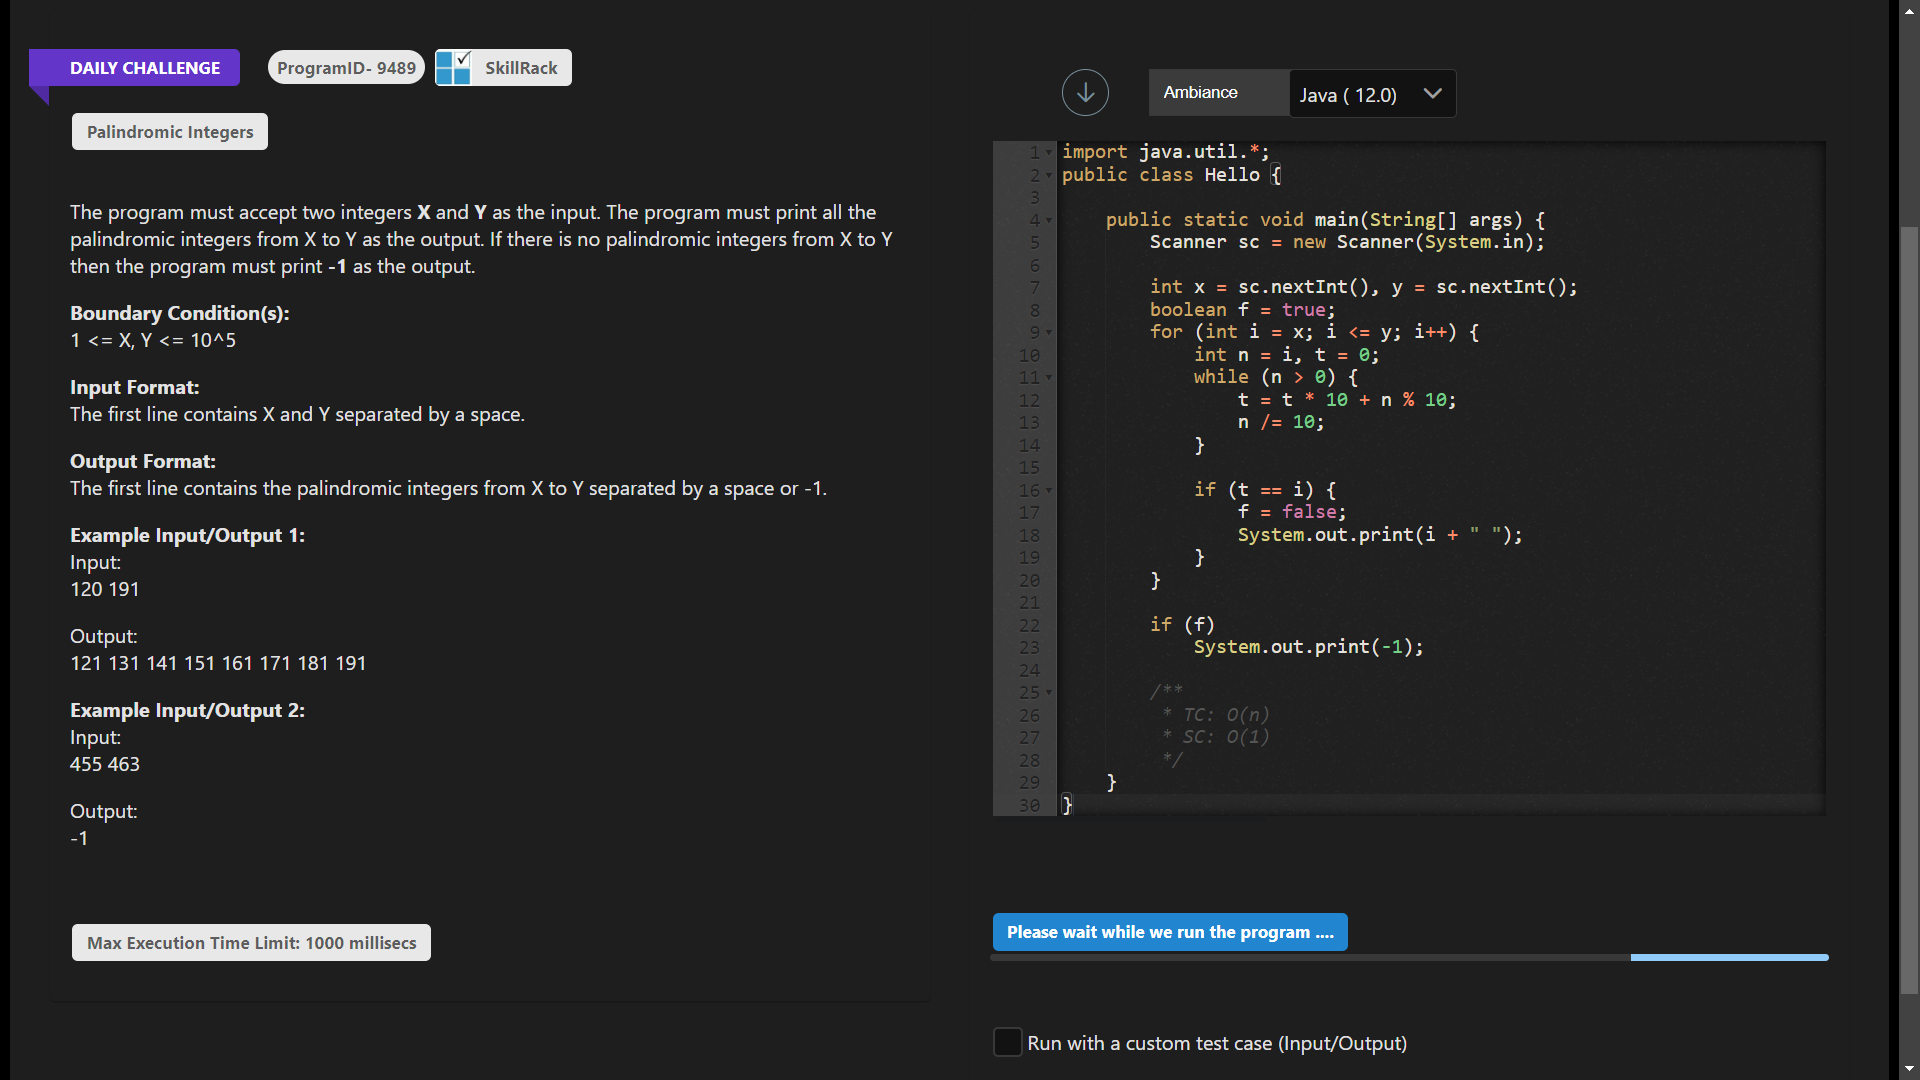 DAILY CHALLENGE
ProgramID- 9489
SkillRack
Palindromic Integers
The program must accept two integers X and Y as the input. The program must print all the
palindromic integers from X to Y as the output. If there is no palindromic integers from X to Y
then the program must print -1 as the output.
Boundary Condition(s):
1 <= X, Y <= 10^5
Input Format:
The first line contains X and Y separated by a space.
Output Format:
The first line contains the palindromic integers from X to Y separated by a space or -1.
Example Input/Output 1:
Input:
120 191
Output:
121 131 141 151 161 171 181 191
Example Input/Output 2:
Input:
455 463
Output:
-1
Max Execution Time Limit: 1000 millisecs
Ambiance
Java ( 12.0)
1 import java.util.*;
2 public class Hello {
3
4     public static void main(String[] args) {
5         Scanner sc = new Scanner(System.in);
6
7         int x = sc.nextInt(), y = sc.nextInt();
8         boolean f = true;
9         for (int i = x; i <= y; i++) {
10             int n = i, t = 0;
11             while (n > 0) {
12                 t = t * 10 + n % 10;
13                 n /= 10;
14             }
15
16             if (t == i) {
17                 f = false;
18                 System.out.print(i + " ");
19             }
20         }
21
22         if (f)
23             System.out.print(-1);
24
25         /**
26          * TC: O(n)
27          * SC: O(1)
28          */
29     }
30 }
Please wait while we run the program ....
Run with a custom test case (Input/Output)